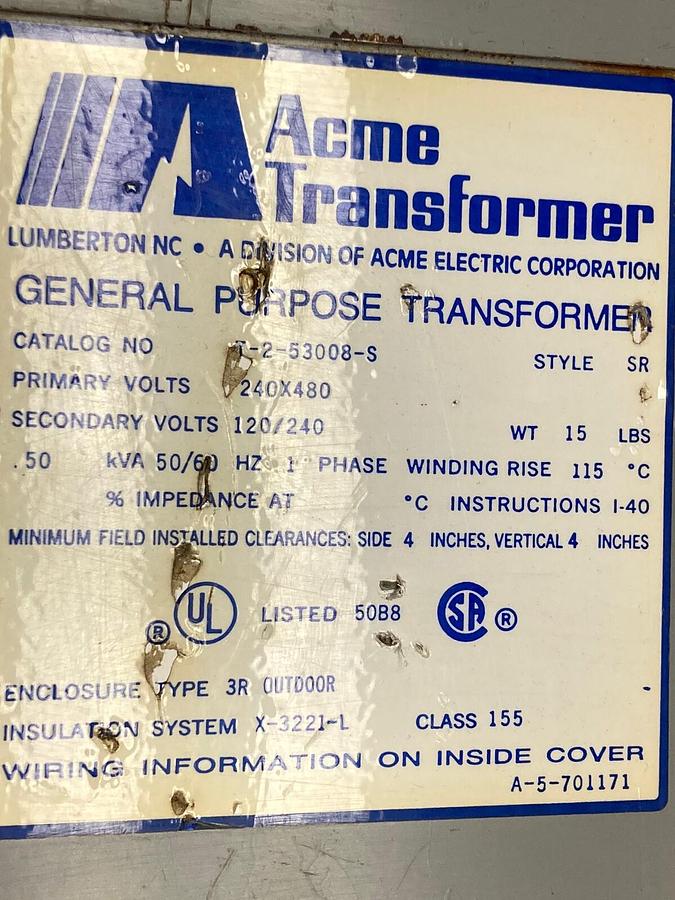 Acme
Transformer
LUMBERTON NC • A DIVISION OF ACME ELECTRIC CORPORATION
GENERAL PURPOSE TRANSFORMER
CATALOG NO T-2-53008-S STYLE SR
PRIMARY VOLTS 240X480
SECONDARY VOLTS 120/240 WT 15 LBS
.50 kVA 50/60 HZ 1 PHASE WINDING RISE 115 °C
% IMPEDANCE AT °C INSTRUCTIONS I-40
MINIMUM FIELD INSTALLED CLEARANCES: SIDE 4 INCHES, VERTICAL 4 INCHES
® UL LISTED 50B8 SA ®
ENCLOSURE TYPE 3R OUTDOOR
INSULATION SYSTEM X-3221-L CLASS 155
WIRING INFORMATION ON INSIDE COVER
A-5-701171